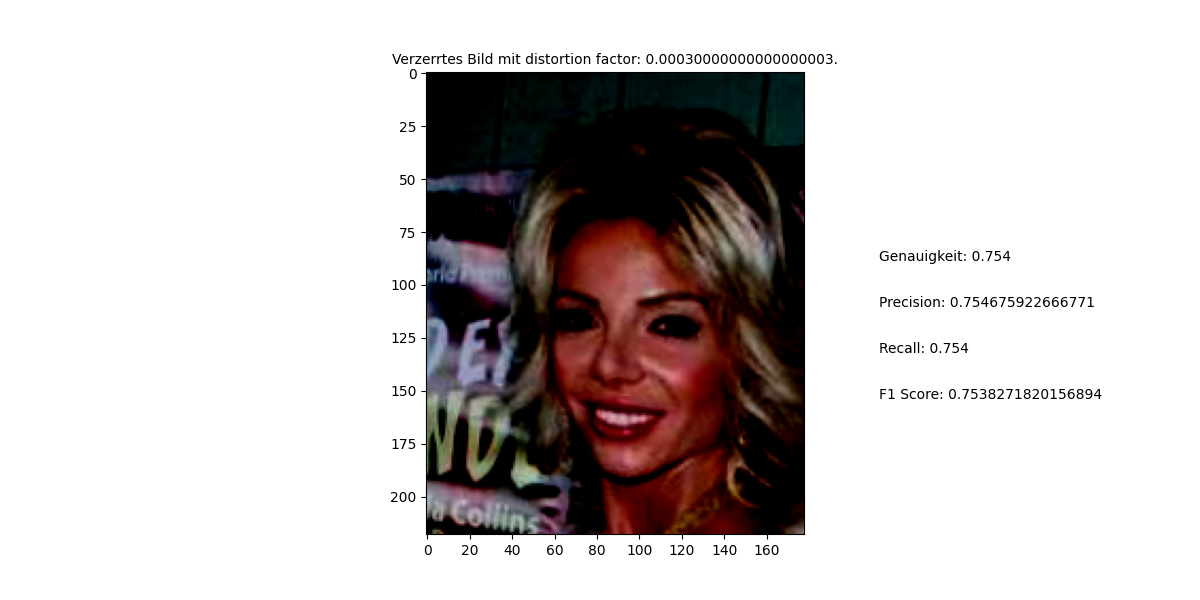 Verzerrtes Bild mit distortion factor: 0.00030000000000000003.
0
25
50
75
100
125
150
175
200
0 20 40 60 80 100 120 140 160
DE
NDE
a Collins
Genauigkeit: 0.754
Precision: 0.754675922666771
Recall: 0.754
F1 Score: 0.7538271820156894